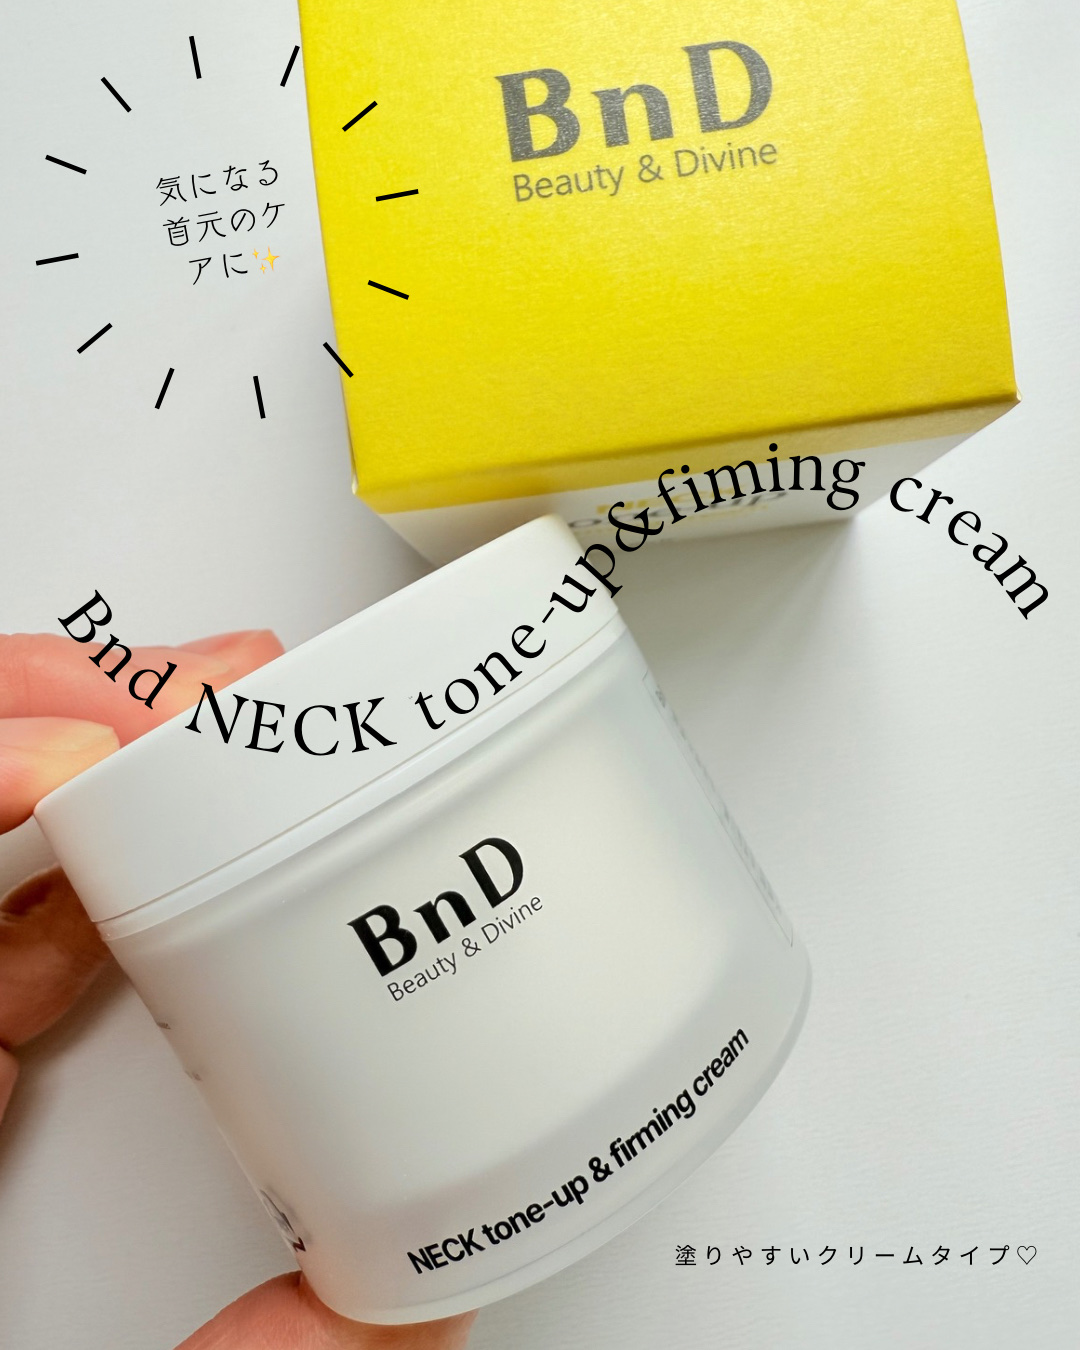 BnD
Beauty & Divine
気になる
首元のケ
アに✨
Bnd NECK tone-up&fiming cream
BnD
Beauty & Divine
NECK tone-up & firming cream
塗りやすいクリームタイプ♡